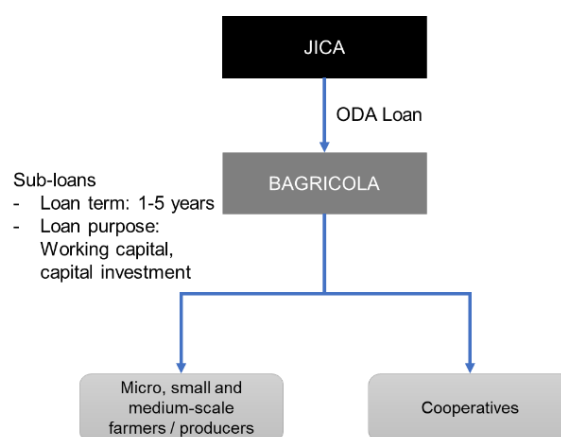 JICA
ODA Loan
BAGRICOLA
Sub-loans
- Loan term: 1-5 years
- Loan purpose:
Working capital,
capital investment
Micro, small and
medium-scale
farmers / producers
Cooperatives